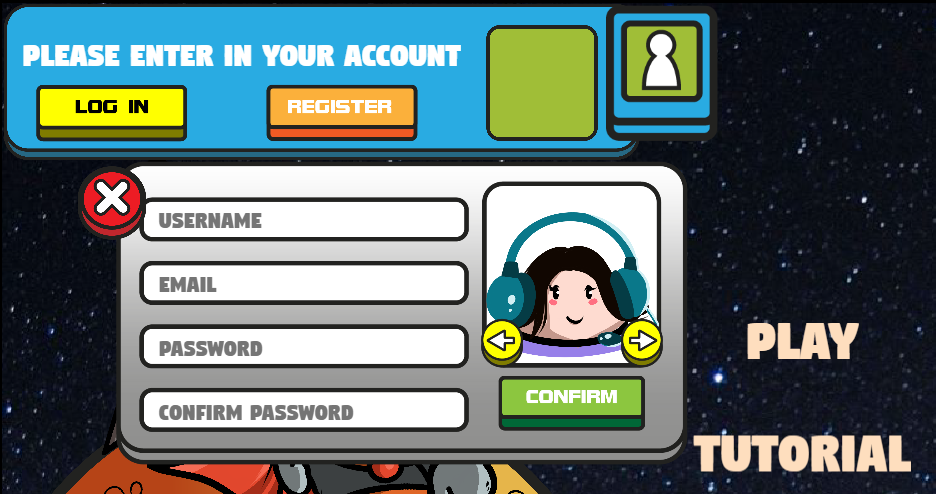 PLEASE ENTER IN YOUR ACCOUNT
LOG IN
REGISTER
USERNAME
EMAIL
PASSWORD
CONFIRM PASSWORD
CONFIRM
PLAY
TUTORIAL